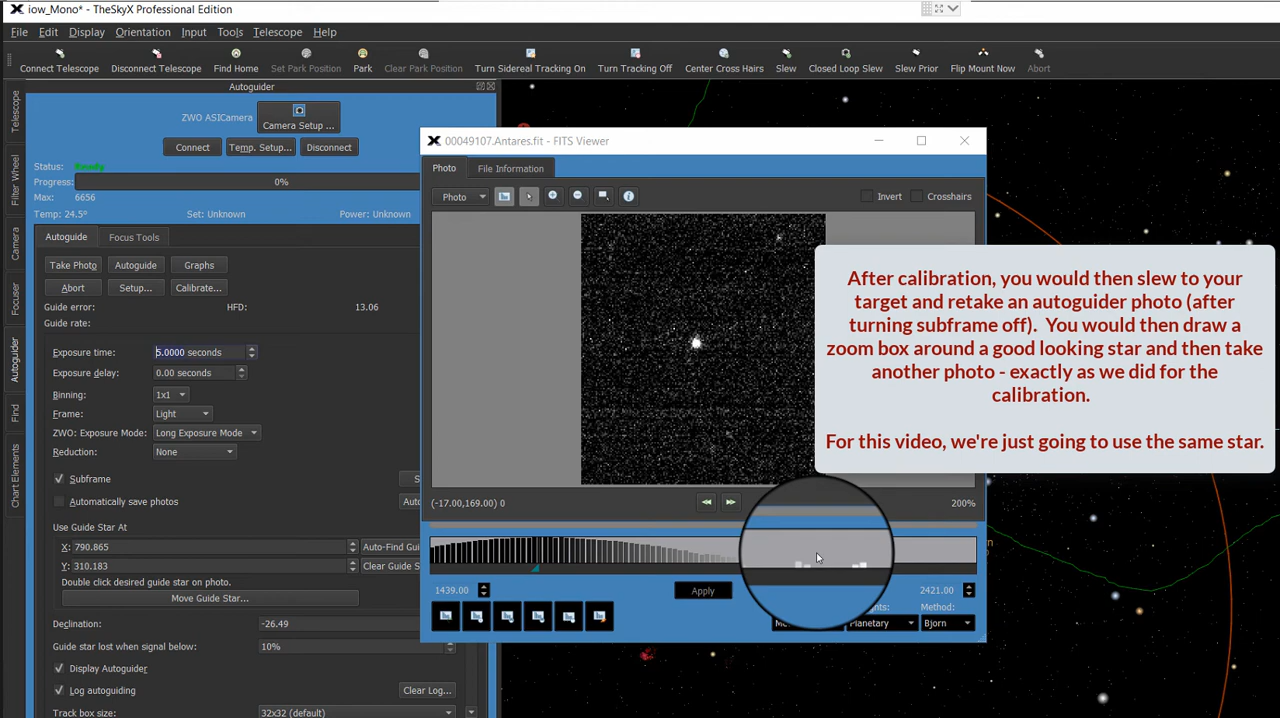 iow_Mono* - TheSkyX Professional Edition
File Edit Display Orientation Input Tools Telescope Help
Connect Telescope Disconnect Telescope Find Home Set Park Position Park Clear Park Position Turn Sidereal Tracking On Turn Tracking Off Center Cross Hairs Slew Closed Loop Slew Slew Prior Flip Mount Now Abort
Autoguider
Telescope
Filter Wheel
Camera
Focuser
Autoguider
Find
Chart Elements
ZWO ASICamera Camera Setup ...
Connect Temp. Setup... Disconnect
Status: Ready
Progress: 0%
Max: 6656
Temp: 24.5° Set: Unknown Power: Unknown
Autoguide Focus Tools
Take Photo Autoguide Graphs
Abort Setup... Calibrate...
Guide error: HFD: 13.06
Guide rate:
Exposure time: 5.0000 seconds
Exposure delay: 0.00 seconds
Binning: 1x1
Frame: Light
ZWO: Exposure Mode: Long Exposure Mode
Reduction: None
Subframe
Automatically save photos
Use Guide Star At
X: 790.865
Y: 310.183
Clear Guide S
Double click desired guide star on photo.
Move Guide Star...
Declination: -26.49
Guide star lost when signal below: 10%
Display Autoguider
Log autoguiding Clear Log...
Track box size: 32x32 (default)
00049107.Antares.fit - FITS Viewer
Photo File Information
Photo Invert Crosshairs
(-17.00,169.00) 0 200%
1439.00 Apply 2421.00
Method:
Planetary Bjorn
After calibration, you would then slew to your
target and retake an autoguider photo (after
turning subframe off). You would then draw a
zoom box around a good looking star and then take
another photo - exactly as we did for the
calibration.
For this video, we're just going to use the same star.